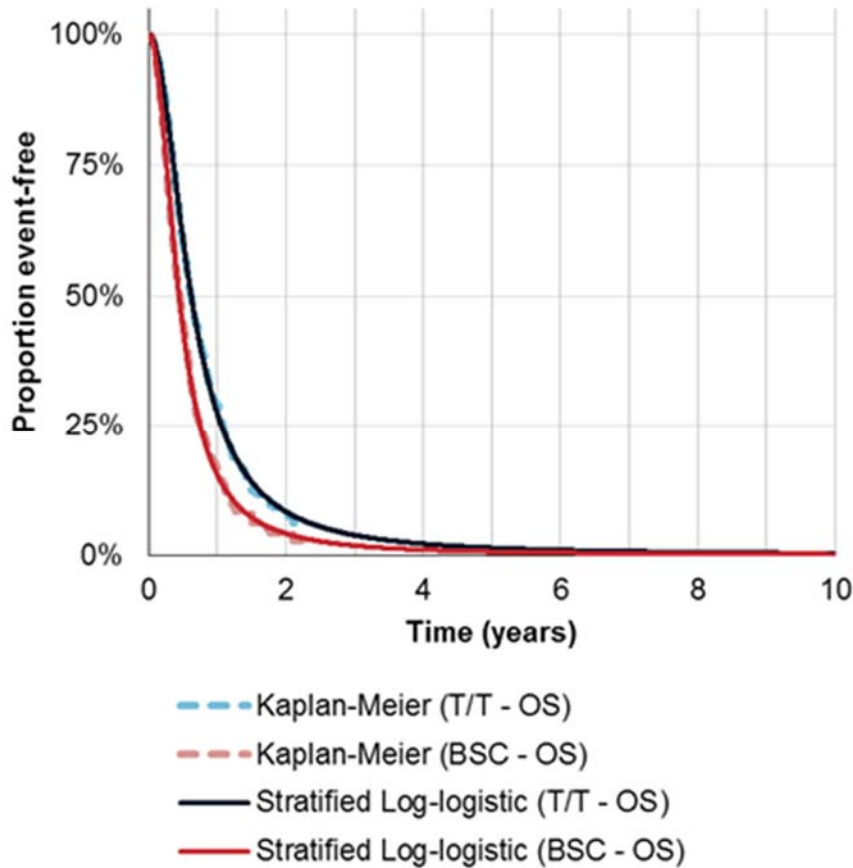 100%
75%
50%
25%
0%
Proportion event-free
0 2 4 6 8 10
Time (years)
Kaplan-Meier (T/T - OS)
Kaplan-Meier (BSC - OS)
Stratified Log-logistic (T/T - OS)
Stratified Log-logistic (BSC - OS)